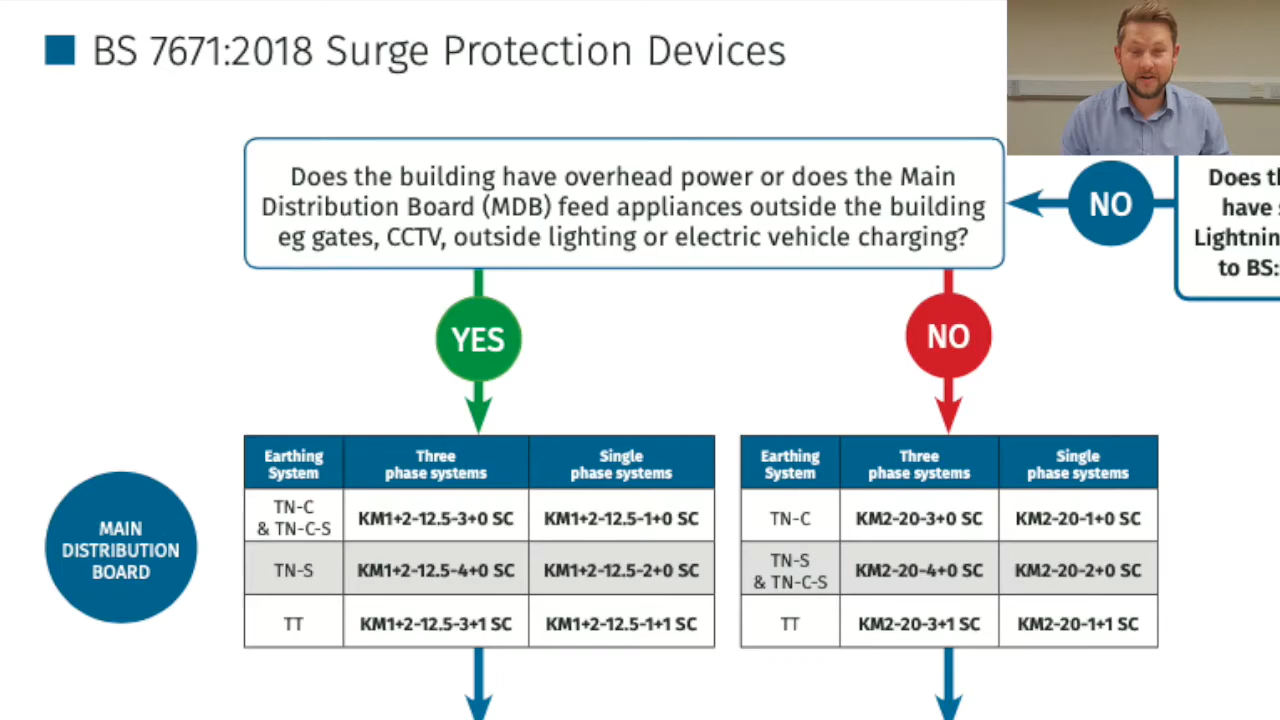 BS 7671:2018 Surge Protection Devices
Does the building have overhead power or does the Main
Distribution Board (MDB) feed appliances outside the building
eg gates, CCTV, outside lighting or electric vehicle charging?
NO
Does
have
to BS:
YES
NO
Earthing System Three phase systems Single phase systems
TN-C & TN-C-S KM1+2-12.5-3+0 SC KM1+2-12.5-1+0 SC
TN-S KM1+2-12.5-4+0 SC KM1+2-12.5-2+0 SC
TT KM1+2-12.5-3+1 SC KM1+2-12.5-1+1 SC
Earthing System Three phase systems Single phase systems
TN-C KM2-20-3+0 SC KM2-20-1+0 SC
TN-S & TN-C-S KM2-20-4+0 SC KM2-20-2+0 SC
TT KM2-20-3+1 SC KM2-20-1+1 SC
MAIN
DISTRIBUTION
BOARD